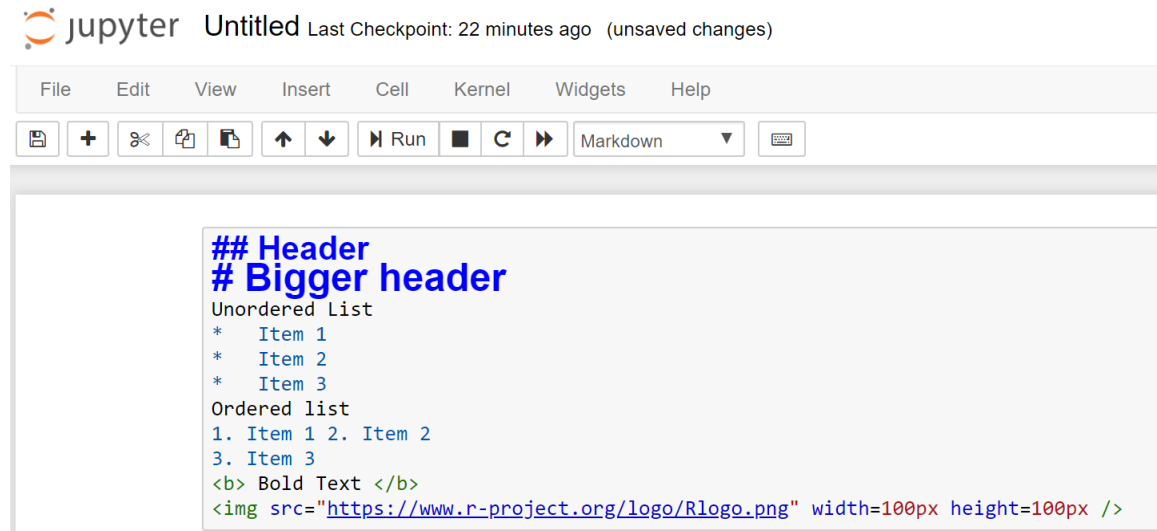 jupyter Untitled Last Checkpoint: 22 minutes ago (unsaved changes)
File Edit View Insert Cell Kernel Widgets Help
Run Markdown
## Header
# Bigger header
Unordered List
*   Item 1
*   Item 2
*   Item 3
Ordered list
1. Item 1 2. Item 2
3. Item 3
<b> Bold Text </b>
<img src="https://www.r-project.org/logo/Rlogo.png" width=100px height=100px />